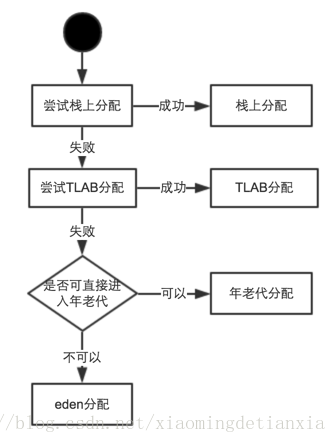 尝试栈上分配
成功
栈上分配
失败
尝试TLAB分配
成功
TLAB分配
失败
是否可直接进
入年老代
可以
年老代分配
不可以
eden分配
//blog.csdn.net/xiaomingdetianxia